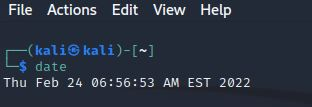 File Actions Edit View Help
┌──(kali㉿kali)-[~]
└─$ date
Thu Feb 24 06:56:53 AM EST 2022